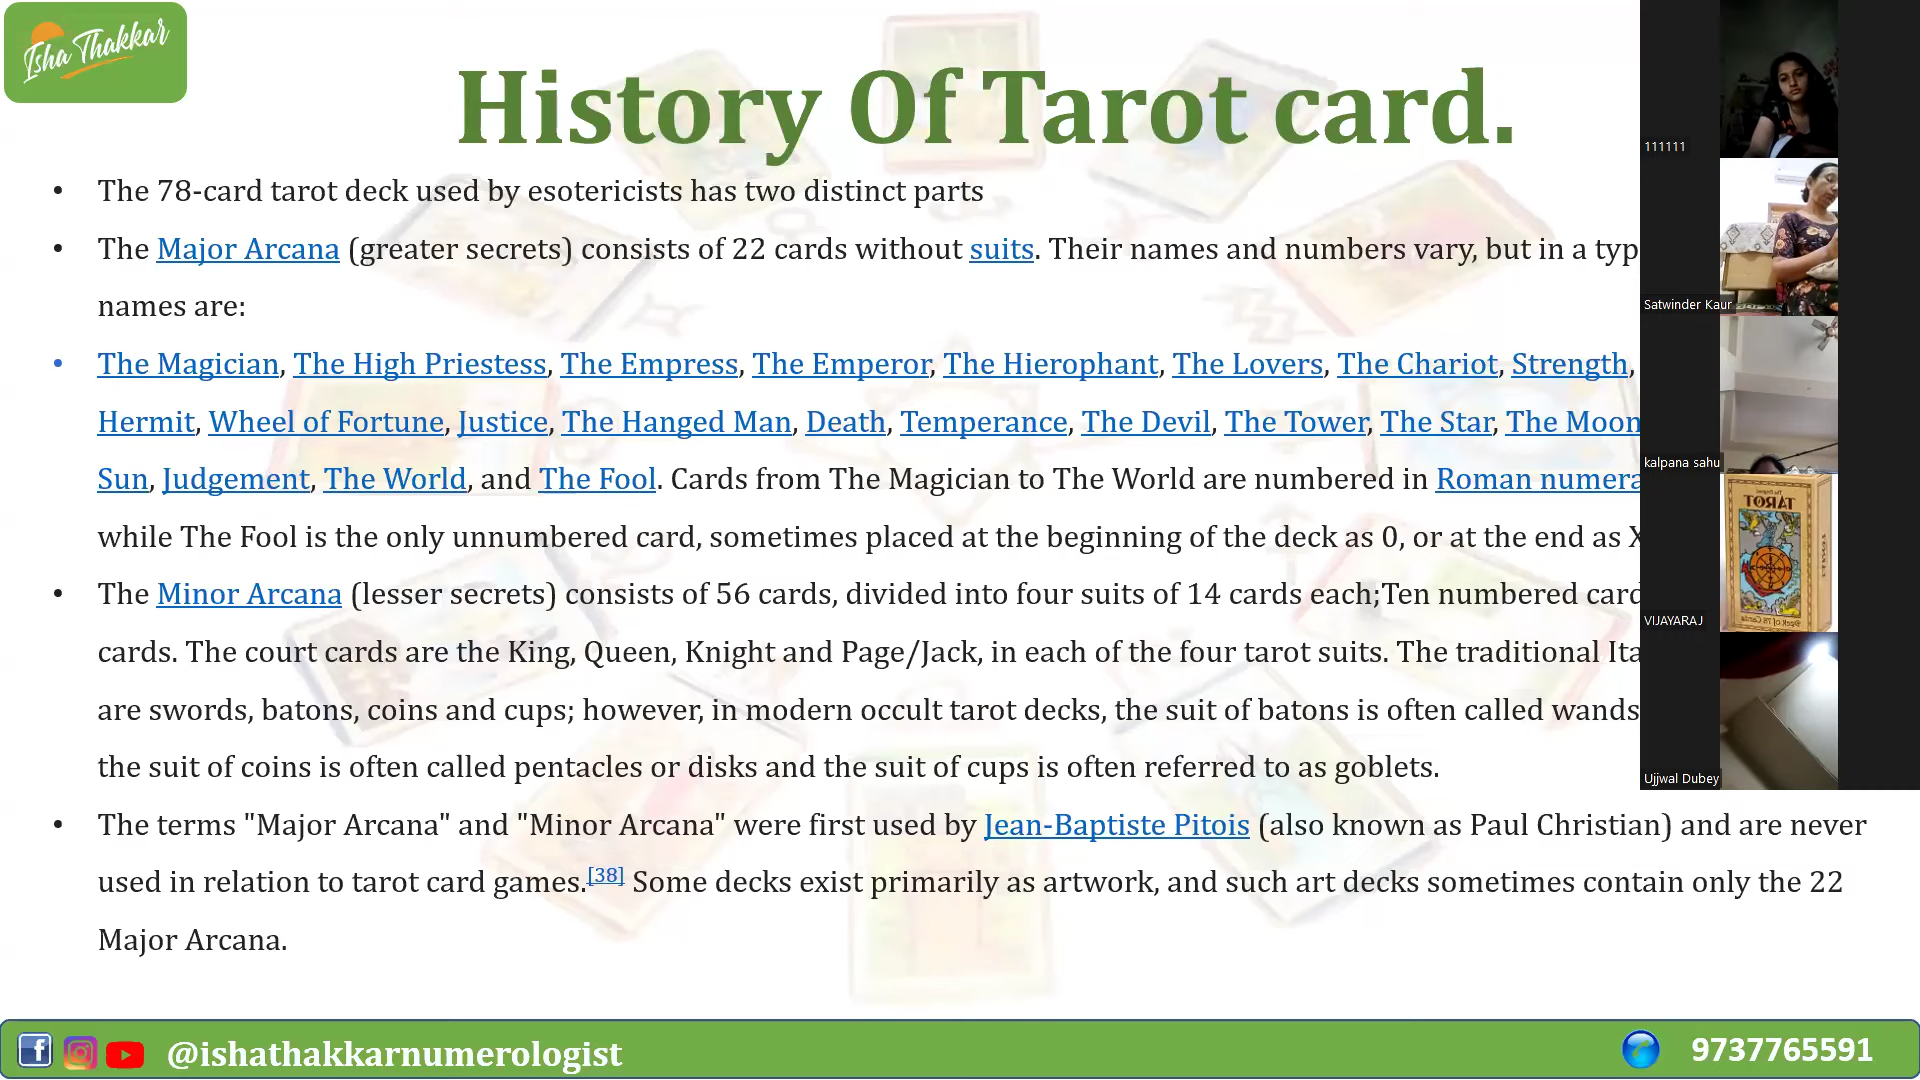 Isha Thakkar
History Of Tarot card.
• The 78-card tarot deck used by esotericists has two distinct parts
• The Major Arcana (greater secrets) consists of 22 cards without suits. Their names and numbers vary, but in a typ
names are:
• The Magician, The High Priestess, The Empress, The Emperor, The Hierophant, The Lovers, The Chariot, Strength,
Hermit, Wheel of Fortune, Justice, The Hanged Man, Death, Temperance, The Devil, The Tower, The Star, The Moon
Sun, Judgement, The World, and The Fool. Cards from The Magician to The World are numbered in Roman numera
while The Fool is the only unnumbered card, sometimes placed at the beginning of the deck as 0, or at the end as X
• The Minor Arcana (lesser secrets) consists of 56 cards, divided into four suits of 14 cards each;Ten numbered card
cards. The court cards are the King, Queen, Knight and Page/Jack, in each of the four tarot suits. The traditional Ita
are swords, batons, coins and cups; however, in modern occult tarot decks, the suit of batons is often called wands
the suit of coins is often called pentacles or disks and the suit of cups is often referred to as goblets.
• The terms "Major Arcana" and "Minor Arcana" were first used by Jean-Baptiste Pitois (also known as Paul Christian) and are never
used in relation to tarot card games.[38] Some decks exist primarily as artwork, and such art decks sometimes contain only the 22
Major Arcana.
111111
Satwinder Kaur
kalpana sahu
TAROT
VIJAYARAJ
Ujjwal Dubey
@ishathakkarnumerologist
9737765591